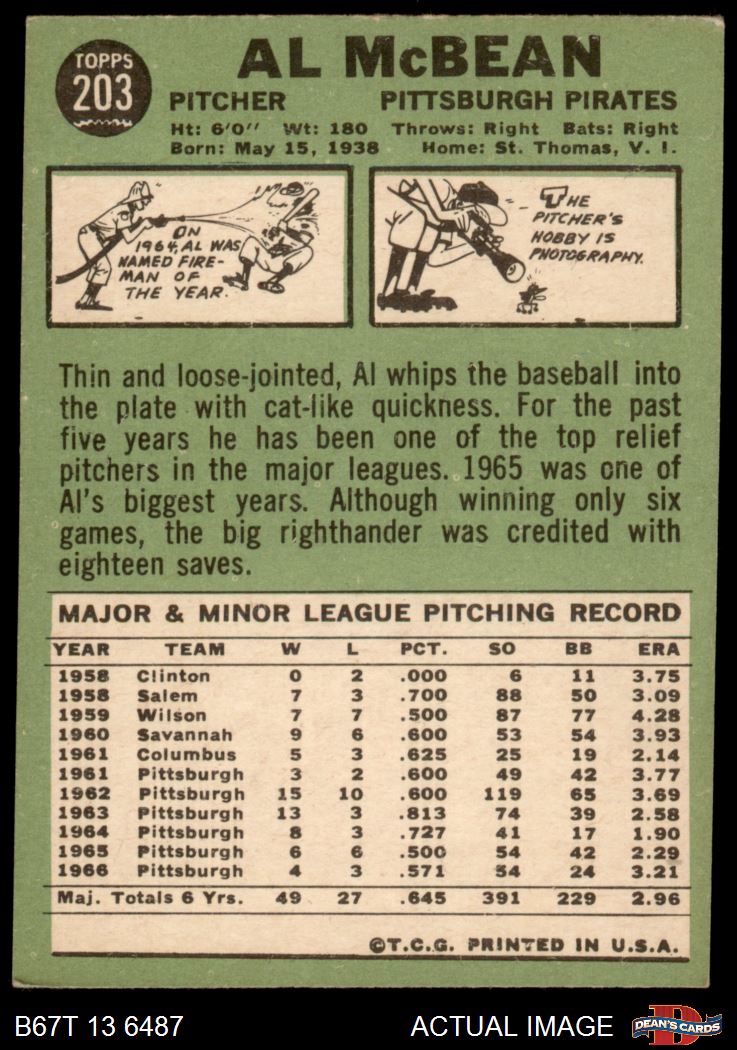 TOPPS
203
AL McBEAN
PITCHER PITTSBURGH PIRATES
Ht: 6'0" Wt: 180 Throws: Right Bats: Right
Born: May 15, 1938 Home: St. Thomas, V. I.
ON
1964, AL WAS
NAMED FIRE-
MAN OF
THE YEAR.
THE
PITCHER'S
HOBBY IS
PHOTOGRAPHY.
Thin and loose-jointed, Al whips the baseball into
the plate with cat-like quickness. For the past
five years he has been one of the top relief
pitchers in the major leagues. 1965 was one of
Al's biggest years. Although winning only six
games, the big righthander was credited with
eighteen saves.
MAJOR & MINOR LEAGUE PITCHING RECORD
YEAR TEAM W L PCT. SO BB ERA
1958 Clinton 0 2 .000 6 11 3.75
1958 Salem 7 3 .700 88 50 3.09
1959 Wilson 7 7 .500 87 77 4.28
1960 Savannah 9 6 .600 53 54 3.93
1961 Columbus 5 3 .625 25 19 2.14
1961 Pittsburgh 3 2 .600 49 42 3.77
1962 Pittsburgh 15 10 .600 119 65 3.69
1963 Pittsburgh 13 3 .813 74 39 2.58
1964 Pittsburgh 8 3 .727 41 17 1.90
1965 Pittsburgh 6 6 .500 54 42 2.29
1966 Pittsburgh 4 3 .571 54 24 3.21
Maj. Totals 6 Yrs. 49 27 .645 391 229 2.96
©T.C.G. PRINTED IN U.S.A.
B67T 13 6487 ACTUAL IMAGE DEAN'S CARDS